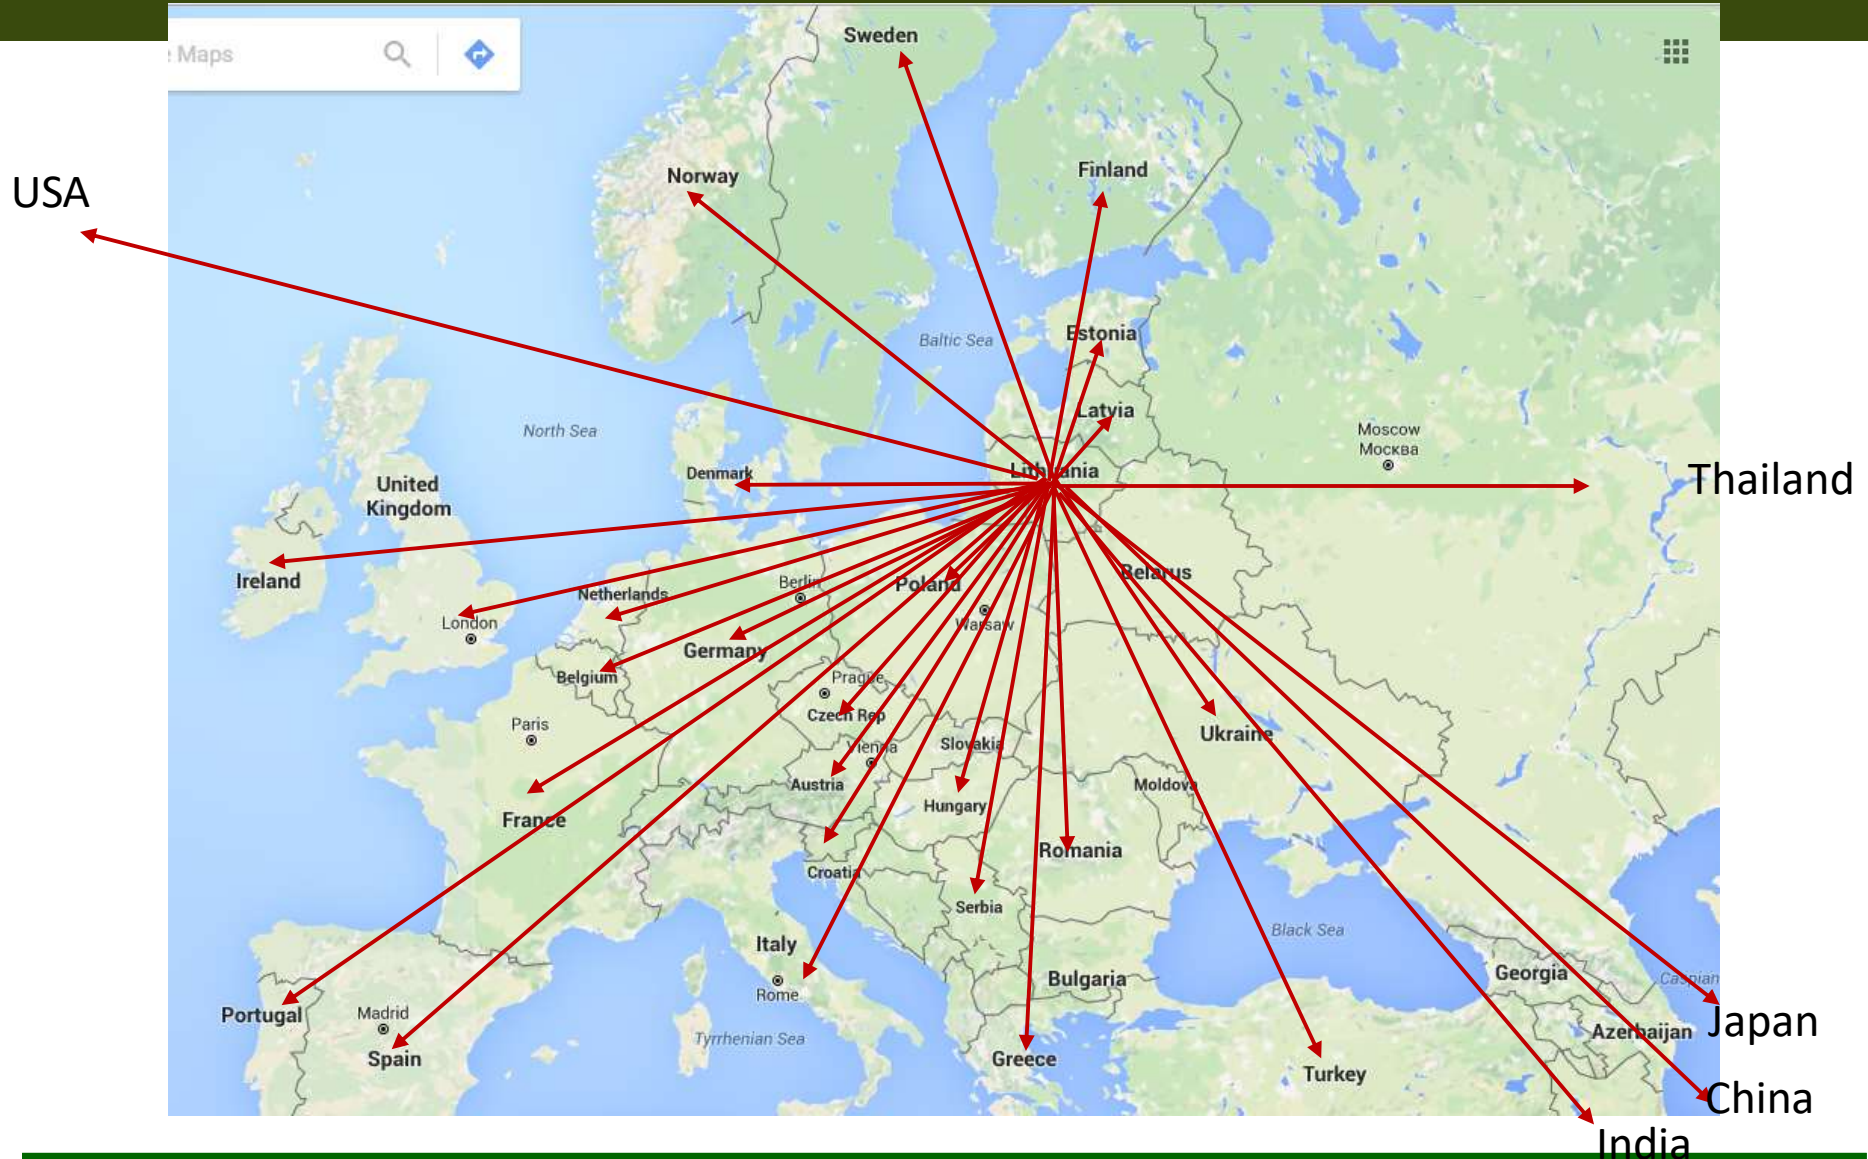 Maps
Sweden
Norway
Finland
USA
Estonia
Baltic Sea
Latvia
Moscow
Москва
North Sea
Denmark
Lithuania
Thailand
United
Kingdom
Ireland
Netherlands
Berlin
Poland
Belarus
London
Warsaw
Germany
Belgium
Prague
Czech Rep
Paris
Vienna
Slovakia
Ukraine
Austria
Moldova
Hungary
France
Romania
Croatia
Serbia
Italy
Black Sea
Rome
Bulgaria
Georgia
Caspian
Portugal
Madrid
Spain
Tyrrhenian Sea
Greece
Turkey
Azerbaijan
Japan
China
India